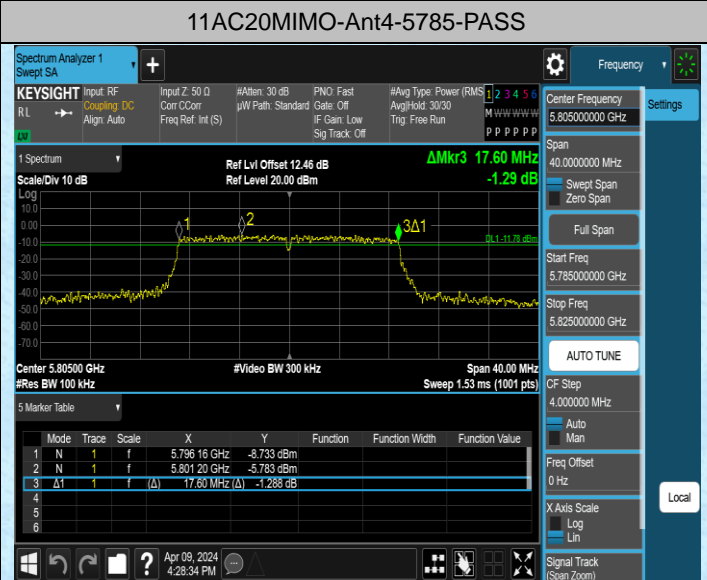 11AC20MIMO-Ant4-5785-PASS
Spectrum Analyzer 1
Swept SA
+
Frequency
KEYSIGHT
RL
LXI
Input: RF
Coupling: DC
Align: Auto
Input Z: 50 Ω
Corr CCorr
Freq Ref: Int (S)
#Atten: 30 dB
µW Path: Standard
PNO: Fast
Gate: Off
IF Gain: Low
Sig Track: Off
#Avg Type: Power (RMS
Avg|Hold: 30/30
Trig: Free Run
1 2 3 4 5 6
M W W W W W
P P P P P P
Center Frequency
5.805000000 GHz
Settings
1 Spectrum
Ref Lvl Offset 12.46 dB
ΔMkr3 17.60 MHz
Scale/Div 10 dB
Ref Level 20.00 dBm
-1.29 dB
Span
40.0000000 MHz
Swept Span
Zero Span
Log
10.0
0.00
-10.0
-20.0
-30.0
-40.0
-50.0
-60.0
-70.0
1
2
3Δ1
DL1 -11.78 dBm
Full Span
Start Freq
5.785000000 GHz
Stop Freq
5.825000000 GHz
AUTO TUNE
Center 5.80500 GHz
#Video BW 300 kHz
Span 40.00 MHz
#Res BW 100 kHz
Sweep 1.53 ms (1001 pts)
CF Step
4.000000 MHz
Auto
Man
5 Marker Table
Mode Trace Scale X Y Function Function Width Function Value
1 N 1 f 5.796 16 GHz -8.733 dBm
2 N 1 f 5.801 20 GHz -5.783 dBm
3 Δ1 1 f (Δ) 17.60 MHz (Δ) -1.288 dB
4
5
6
Freq Offset
0 Hz
X Axis Scale
Log
Lin
Local
Signal Track
(Span Zoom)
?
Apr 09, 2024
4:28:34 PM